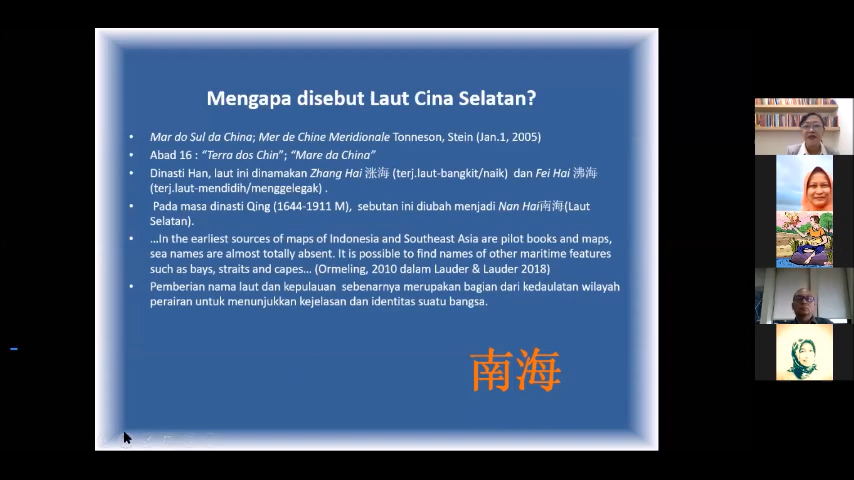 Mengapa disebut Laut Cina Selatan?
• Mar do Sul da China; Mer de Chine Meridionale Tonneson, Stein (Jan.1, 2005)
• Abad 16 : “Terra dos Chin”; “Mare da China”
• Dinasti Han, laut ini dinamakan Zhang Hai 涨海 (terj.laut-bangkit/naik) dan Fei Hai 沸海
(terj.laut-mendidih/menggelegak) .
• Pada masa dinasti Qing (1644-1911 M), sebutan ini diubah menjadi Nan Hai南海(Laut
Selatan).
• …In the earliest sources of maps of Indonesia and Southeast Asia are pilot books and maps,
sea names are almost totally absent. It is possible to find names of other maritime features
such as bays, straits and capes… (Ormeling, 2010 dalam Lauder & Lauder 2018)
• Pemberian nama laut dan kepulauan sebenarnya merupakan bagian dari kedaulatan wilayah
perairan untuk menunjukkan kejelasan dan identitas suatu bangsa.
南海